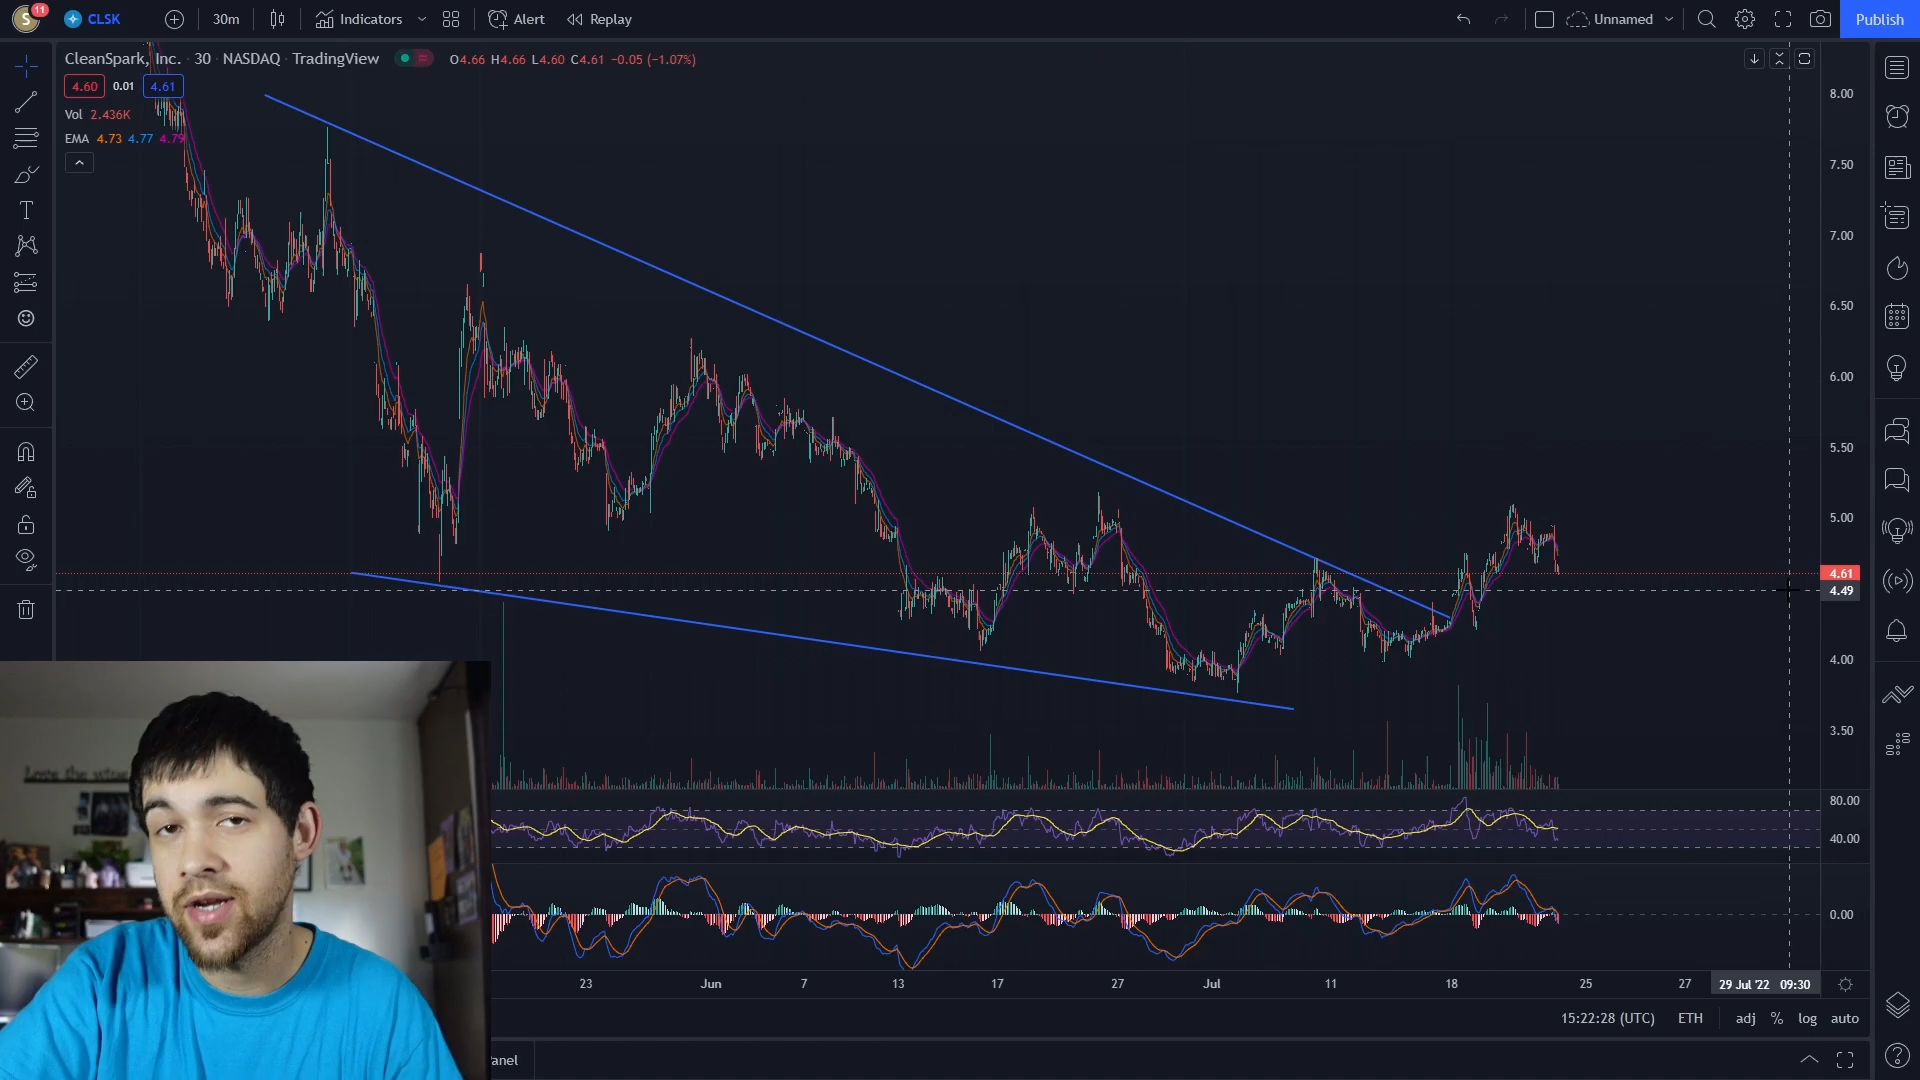 S 11 CLSK 30m Indicators Alert Replay Unnamed Publish
CleanSpark, Inc. · 30 · NASDAQ · TradingView O4.66 H4.66 L4.60 C4.61 −0.05 (−1.07%)
4.60 0.01 4.61
Vol 2.436K
EMA 4.73 4.77 4.79
8.00
7.50
7.00
6.50
6.00
5.50
5.00
4.61
4.49
4.00
3.50
80.00
40.00
0.00
23 Jun 7 13 17 27 Jul 11 18 25 27 29 Jul '22 09:30
15:22:28 (UTC) ETH adj % log auto
anel